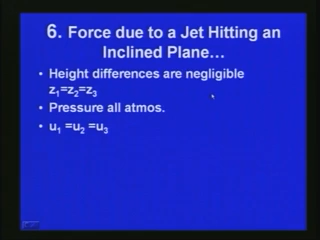 6. Force due to a Jet Hitting an
Inclined Plane…
• Height differences are negligible
z₁=z₂=z₃
• Pressure all atmos.
• u₁ =u₂ =u₃